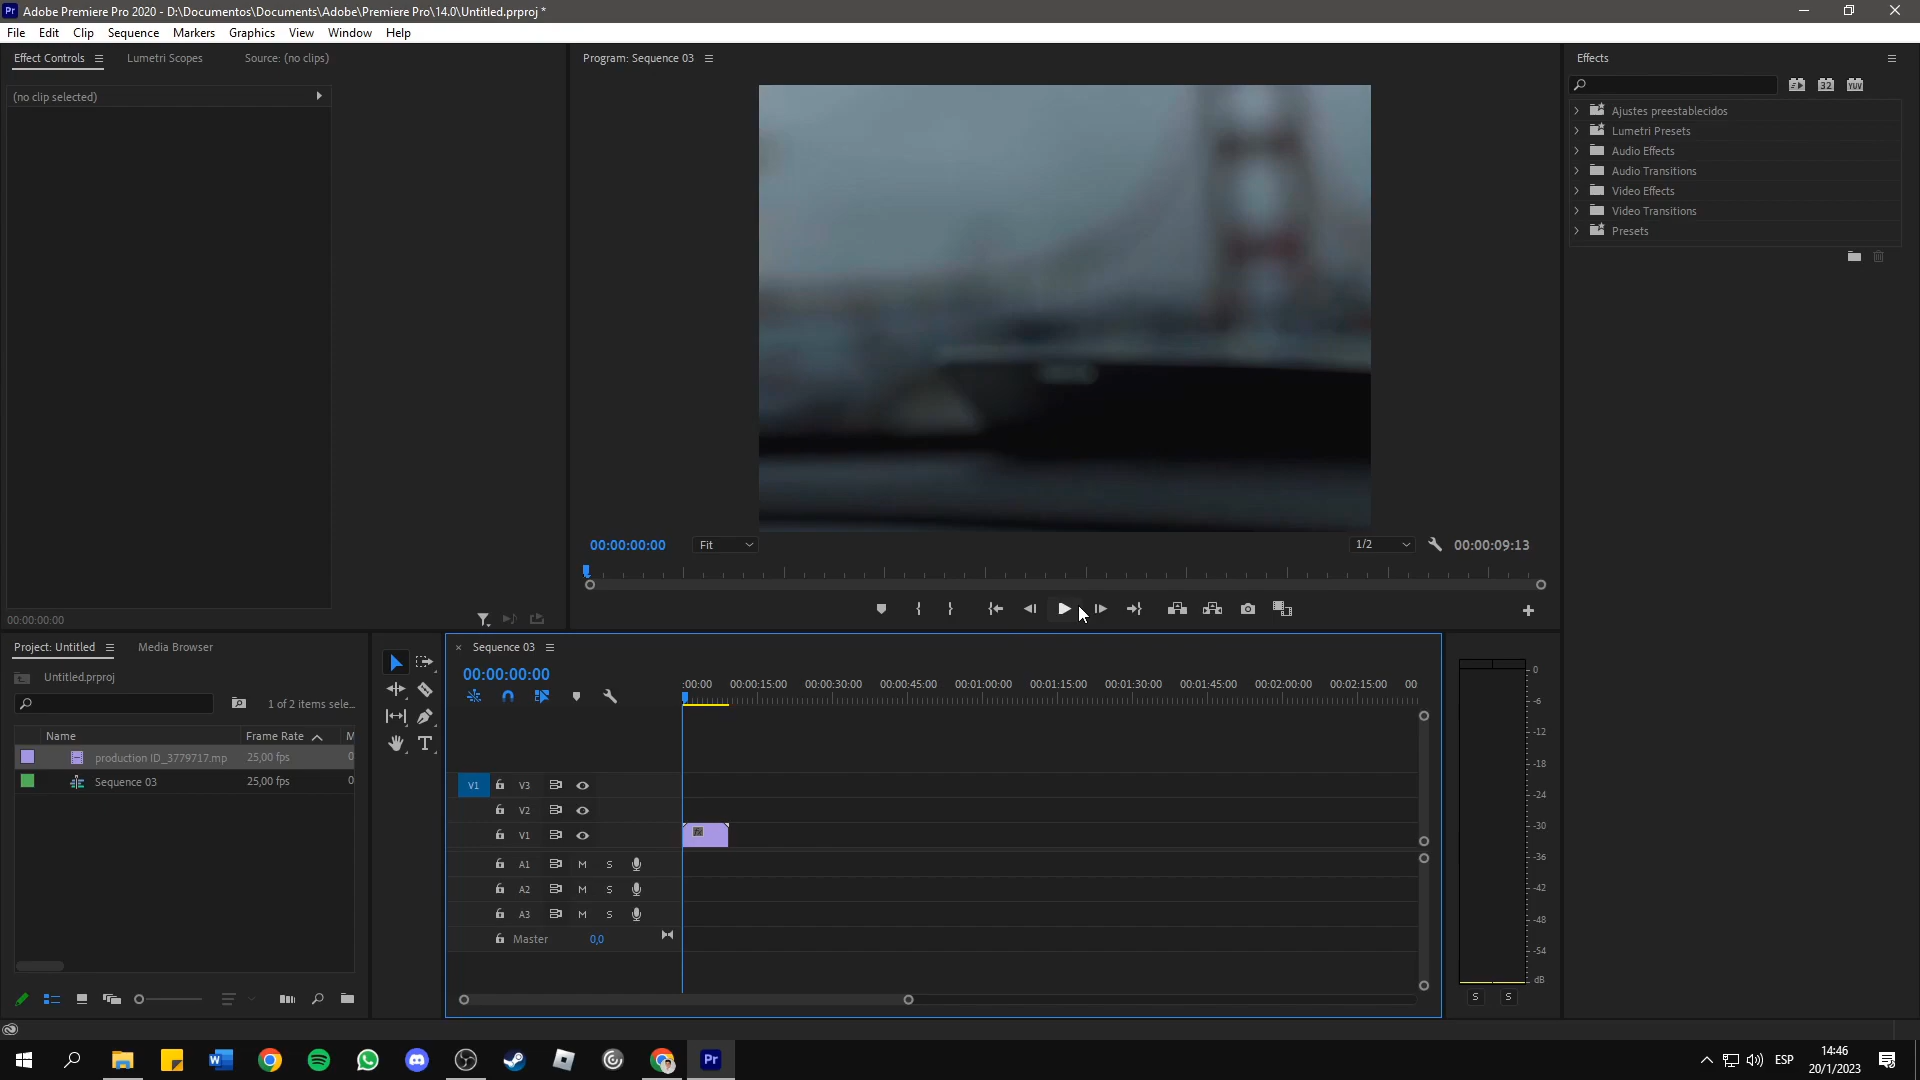 Adobe Premiere Pro 2020 - D:\Documentos\Documents\Adobe\Premiere Pro\14.0\Untitled.prproj *
File Edit Clip Sequence Markers Graphics View Window Help
Effect Controls Lumetri Scopes Source: (no clips)
(no clip selected)
00:00:00:00
Program: Sequence 03
00:00:00:00 Fit 1/2 00:00:09:13
Effects
32 YUV
Ajustes preestablecidos
Lumetri Presets
Audio Effects
Audio Transitions
Video Effects
Video Transitions
Presets
Project: Untitled Media Browser
Untitled.prproj
1 of 2 items sele...
Name Frame Rate M
production ID_3779717.mp 25,00 fps 0
Sequence 03 25,00 fps 0
T
Sequence 03
00:00:00:00
:00:00 00:00:15:00 00:00:30:00 00:00:45:00 00:01:00:00 00:01:15:00 00:01:30:00 00:01:45:00 00:02:00:00 00:02:15:00 00
V1 V3
V2
V1 fx
A1 M S
A2 M S
A3 M S
Master 0,0
0
-6
-12
-18
-24
-30
-36
-42
-48
-54
dB
S S
Pr
ESP
14:46
20/1/2023